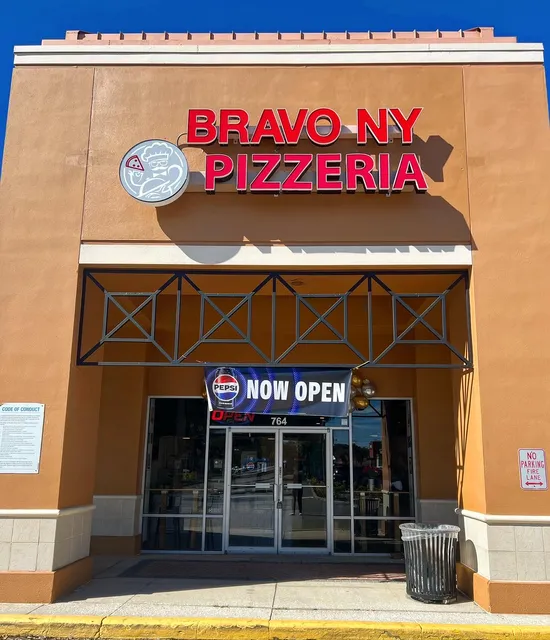 BRAVO NY
PIZZERIA
PEPSI
NOW OPEN
OPEN
764
CODE OF CONDUCT
NO
PARKING
FIRE
LANE